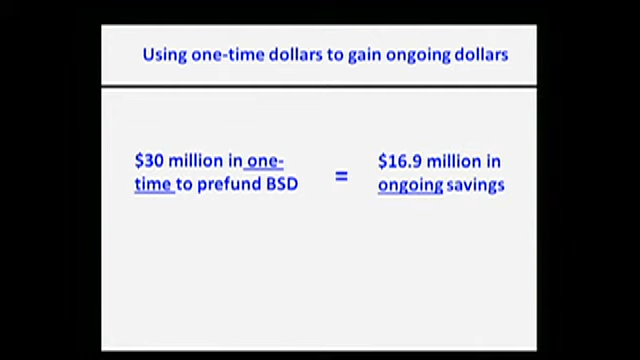 Using one-time dollars to gain ongoing dollars
$30 million in one-
time to prefund BSD
=
$16.9 million in
ongoing savings